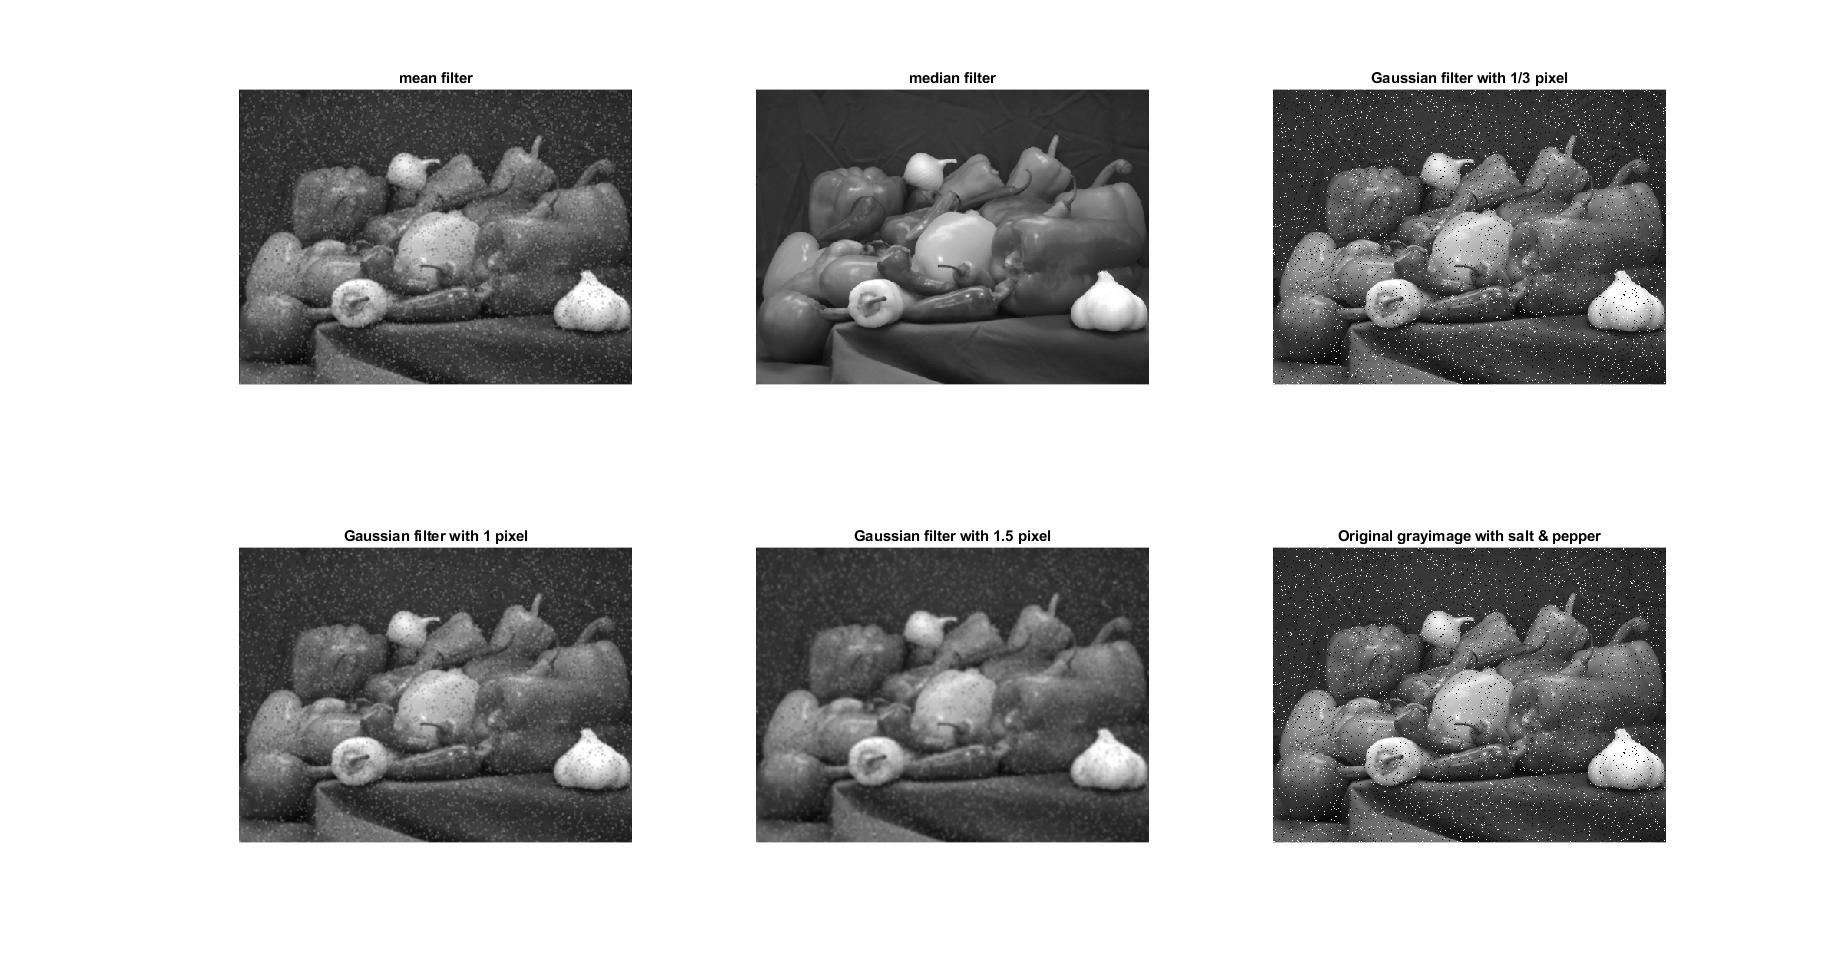 mean filter
median filter
Gaussian filter with 1/3 pixel
Gaussian filter with 1 pixel
Gaussian filter with 1.5 pixel
Original grayimage with salt & pepper